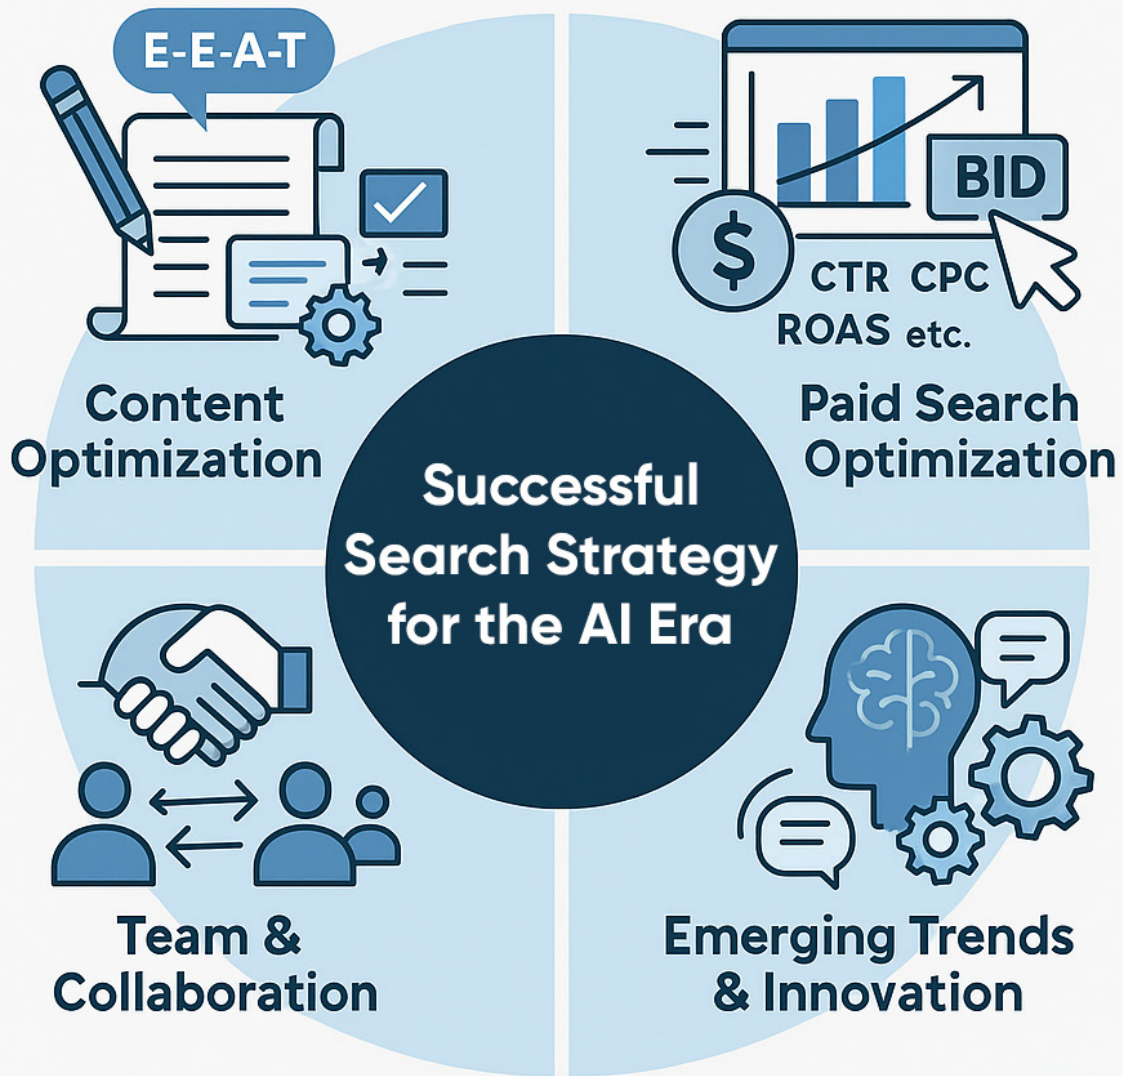 E-E-A-T
Content
Optimization
$
BID
CTR CPC
ROAS etc.
Paid Search
Optimization
Successful
Search Strategy
for the AI Era
Team &
Collaboration
Emerging Trends
& Innovation